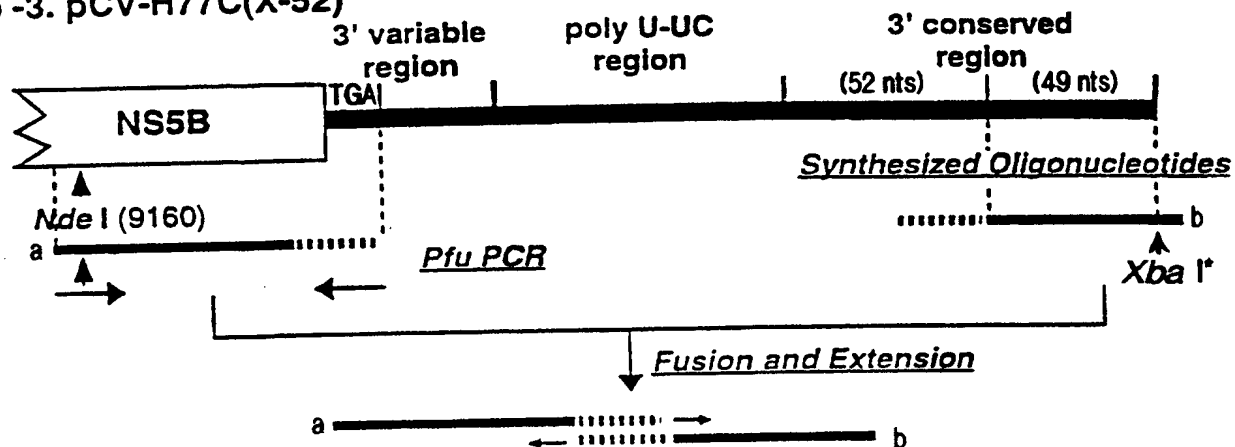 -3. pCV-H77C(X-52)
3' variable region
poly U-UC region
3' conserved region
TGA
(52 nts)
(49 nts)
NS5B
Synthesized Oligonucleotides
Nde I (9160)
a
b
Pfu PCR
Xba I*
Fusion and Extension
a
b